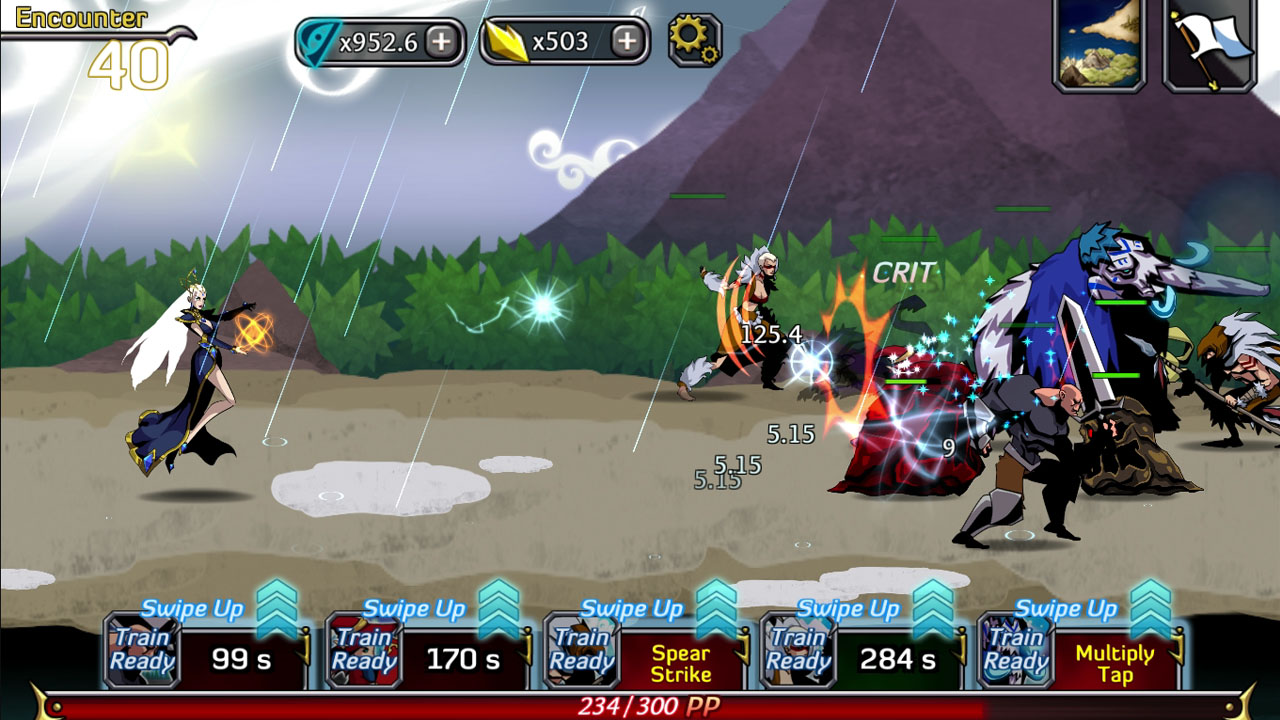 Encounter
40
x952.6
x503
CRIT
125.4
5.15
5.15
5.15
9
Swipe Up
Swipe Up
Swipe Up
Swipe Up
Swipe Up
Train
Ready
99 s
Train
Ready
170 s
Train
Ready
Spear
Strike
Train
Ready
284 s
Train
Ready
Multiply
Tap
234/300 PP